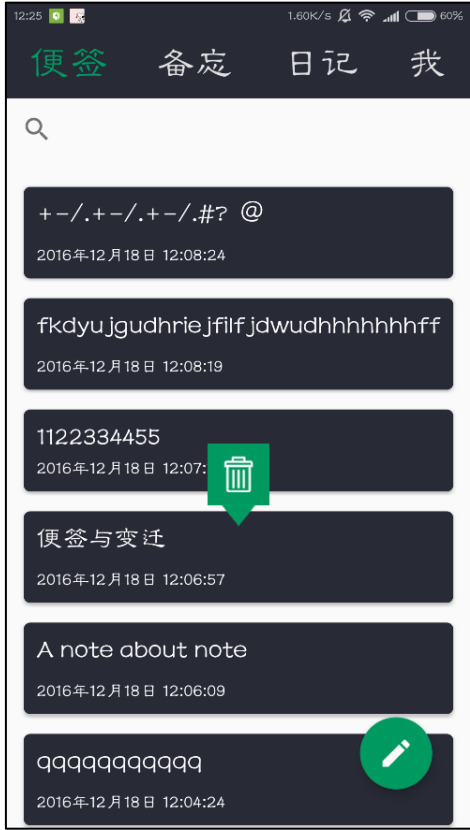 12:25 1.60K/s 60%
便签 备忘 日记 我
+-/.+-/.+-/.#? @
2016年12月18日 12:08:24
fkdyujgudhriejfilfjdwudhhhhhhhff
2016年12月18日 12:08:19
1122334455
2016年12月18日 12:07:
便签与变迁
2016年12月18日 12:06:57
A note about note
2016年12月18日 12:06:09
qqqqqqqqqqq
2016年12月18日 12:04:24